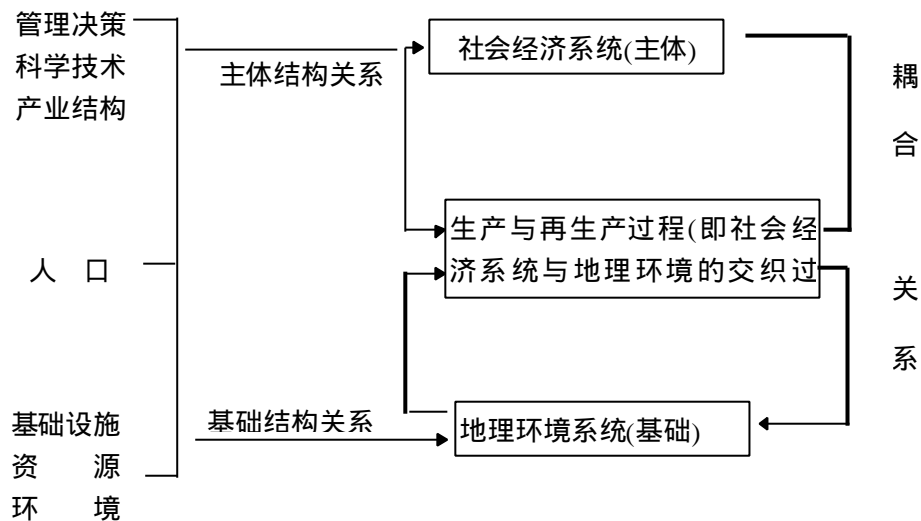 管理决策
科学技术
产业结构
主体结构关系
社会经济系统(主体)
耦
合
生产与再生产过程(即社会经
济系统与地理环境的交织过
人 口
关
系
基础设施
资 源
环 境
基础结构关系
地理环境系统(基础)